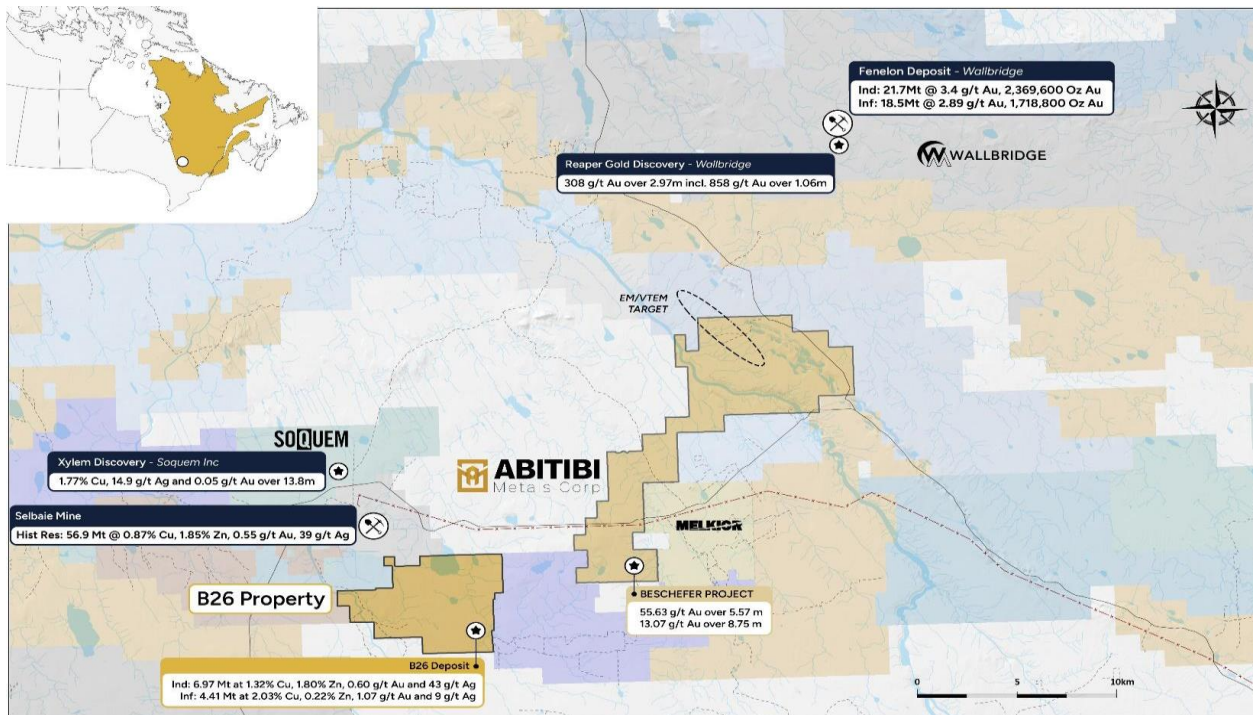 Fenelon Deposit - Wallbridge
Ind: 21.7Mt @ 3.4 g/t Au, 2,369,600 Oz Au
Inf: 18.5Mt @ 2.89 g/t Au, 1,718,800 Oz Au
WALLBRIDGE
Reaper Gold Discovery - Wallbridge
308 g/t Au over 2.97m incl. 858 g/t Au over 1.06m
EM/VTEM
TARGET
SOQUEM
Xylem Discovery - Soquem Inc
1.77% Cu, 14.9 g/t Ag and 0.05 g/t Au over 13.8m
ABITIBI
Metals Corp
Selbaie Mine
Hist Res: 56.9 Mt @ 0.87% Cu, 1.85% Zn, 0.55 g/t Au, 39 g/t Ag
MELKIOR
B26 Property
BESCHEFER PROJECT
55.63 g/t Au over 5.57 m
13.07 g/t Au over 8.75 m
B26 Deposit
Ind: 6.97 Mt at 1.32% Cu, 1.80% Zn, 0.60 g/t Au and 43 g/t Ag
Inf: 4.41 Mt at 2.03% Cu, 0.22% Zn, 1.07 g/t Au and 9 g/t Ag
0 5 10km